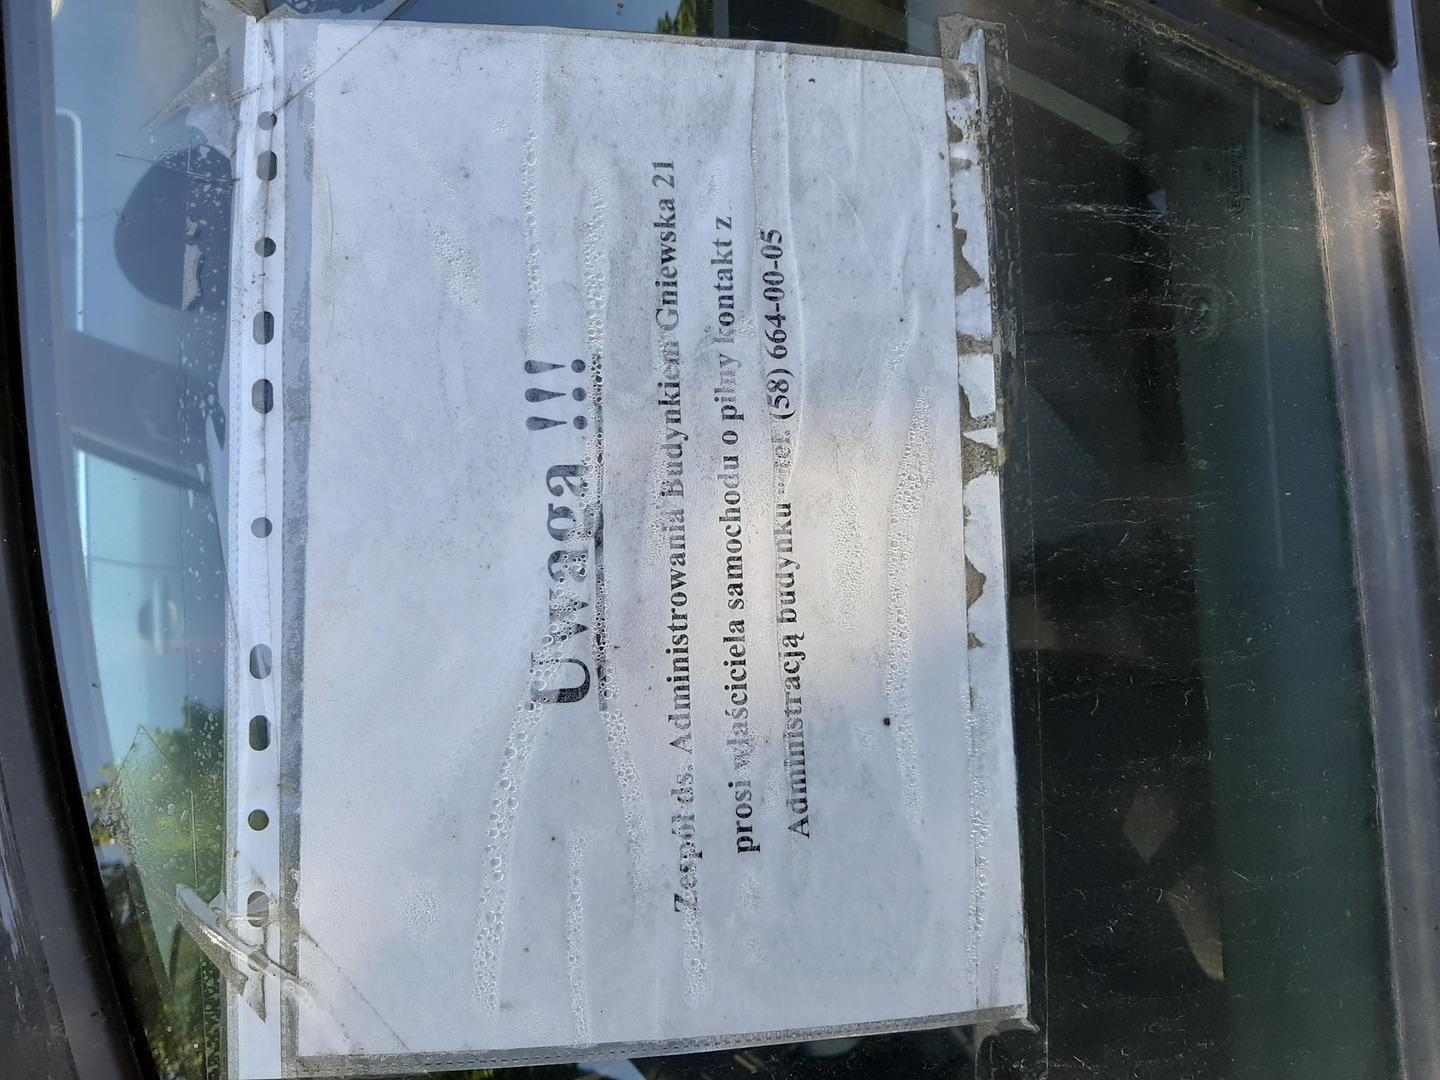 Uwaga !!!
Zespół ds. Administrowania Budynkiem Gniewska 21
prosi właściciela samochodu o pilny kontakt z
Administracją budynku tel. (58) 664-00-05